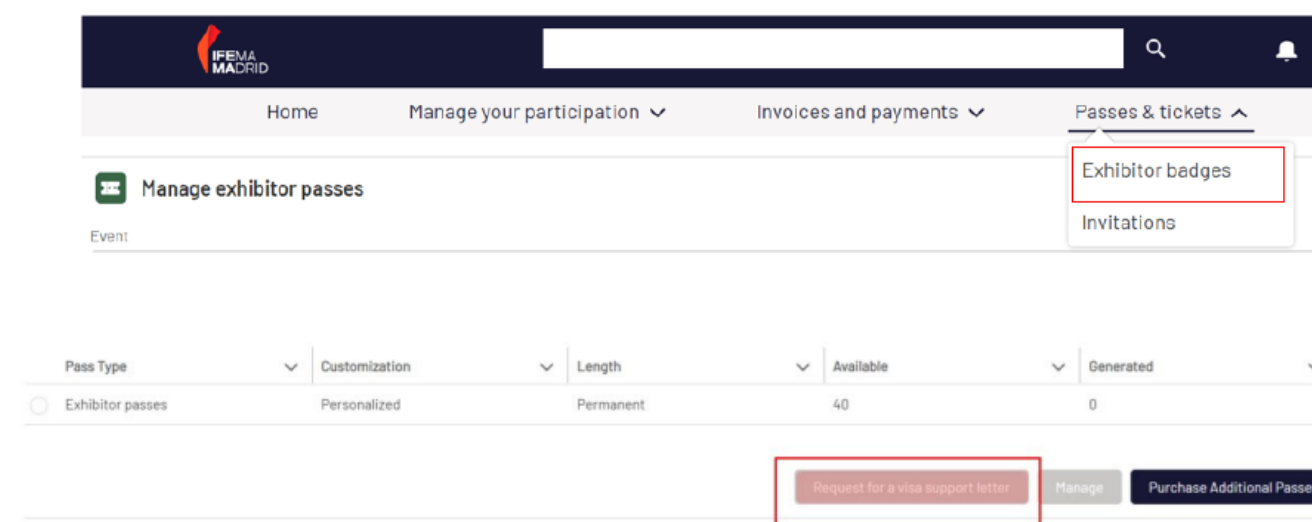 IFEMA
MADRID
Home Manage your participation Invoices and payments Passes & tickets
Exhibitor badges
Manage exhibitor passes
Invitations
Event
Pass Type Customization Length Available Generated
Exhibitor passes Personalized Permanent 40 0
Request for a visa support letter Manage Purchase Additional Passe